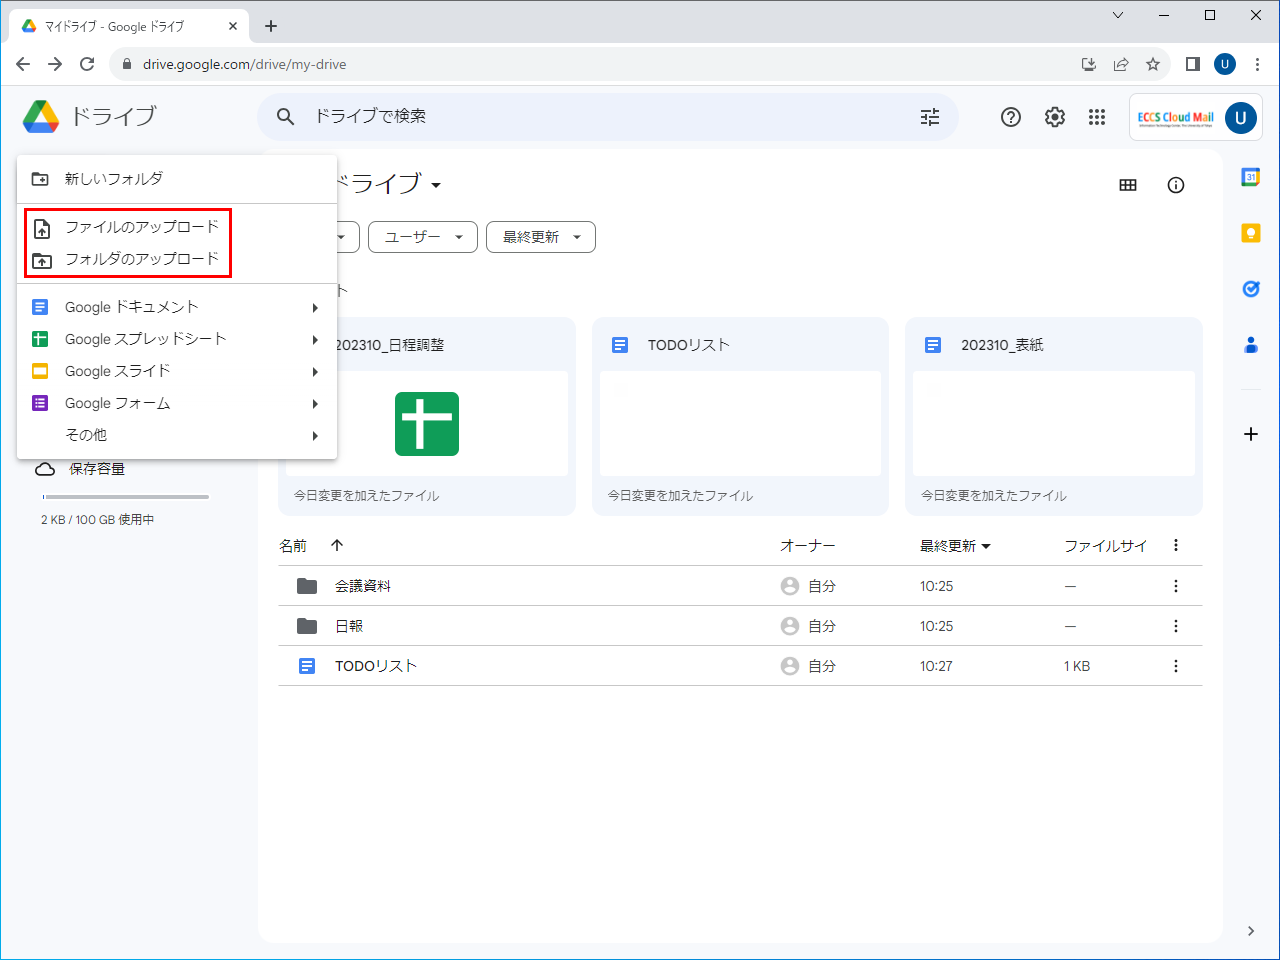 マイドライブ - Google ドライブ
drive.google.com/drive/my-drive
U
ドライブ
ドライブで検索
ECCS Cloud Mail
U
新しいフォルダ
ファイルのアップロード
フォルダのアップロード
Google ドキュメント
Google スプレッドシート
Google スライド
Google フォーム
その他
保存容量
2 KB / 100 GB 使用中
ドライブ
ユーザー
最終更新
ト
202310_日程調整
今日変更を加えたファイル
TODOリスト
今日変更を加えたファイル
202310_表紙
今日変更を加えたファイル
31
名前 オーナー 最終更新 ファイルサイ
会議資料 自分 10:25 —
日報 自分 10:25 —
TODOリスト 自分 10:27 1 KB